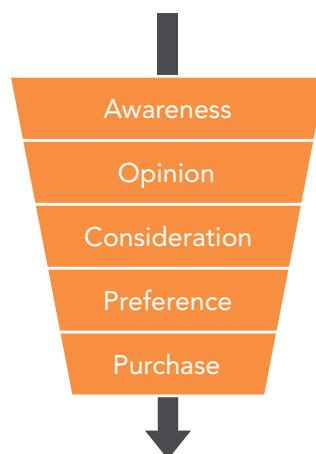 Awareness
Opinion
Consideration
Preference
Purchase